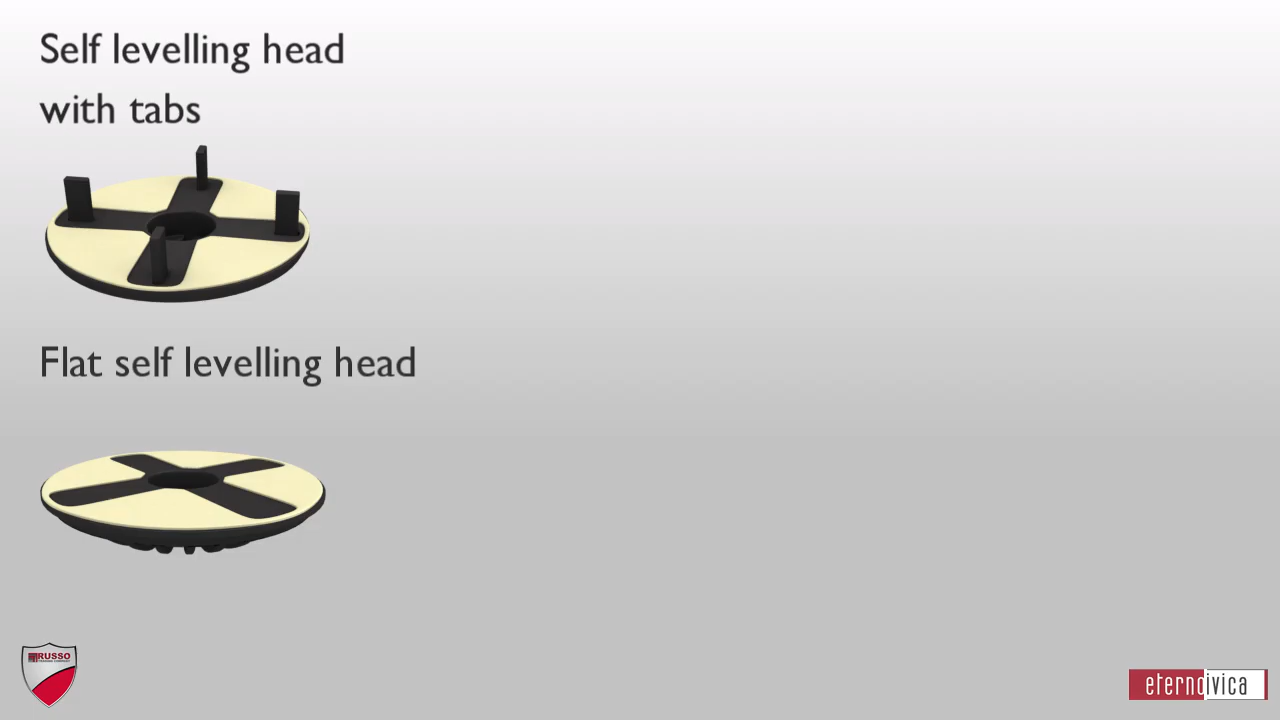 Self levelling head
with tabs
Flat self levelling head
RUSSO
eternoivica